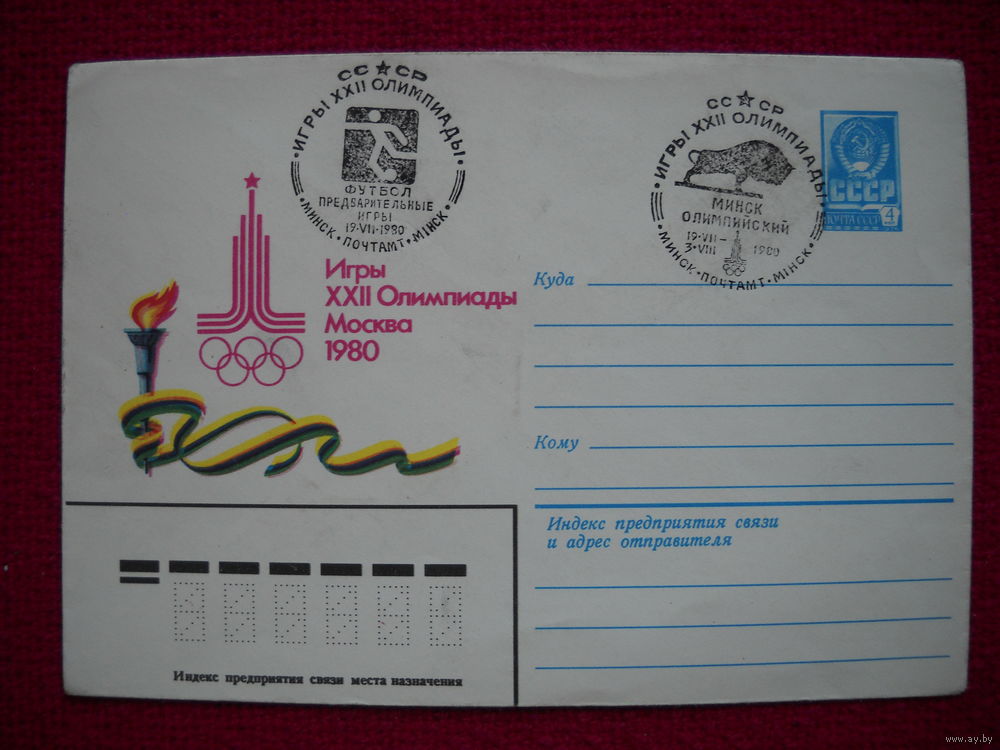 СССР
• ИГРЫ XXII ОЛИМПИАДЫ •
ФУТБОЛ
ПРЕДВАРИТЕЛЬНЫЕ
ИГРЫ
19·VII·1980
МИНСК • ПОЧТАМТ • МІНСК
СССР
• ИГРЫ XXII ОЛИМПИАДЫ •
МИНСК
ОЛИМПИЙСКИЙ
19·VII –
3·VIII 1980
МИНСК • ПОЧТАМТ • МІНСК
СССР
ПОЧТА СССР 4
Игры
XXII Олимпиады
Москва
1980
Куда
Кому
Индекс предприятия связи
и адрес отправителя
Индекс предприятия связи места назначения
www.ay.by